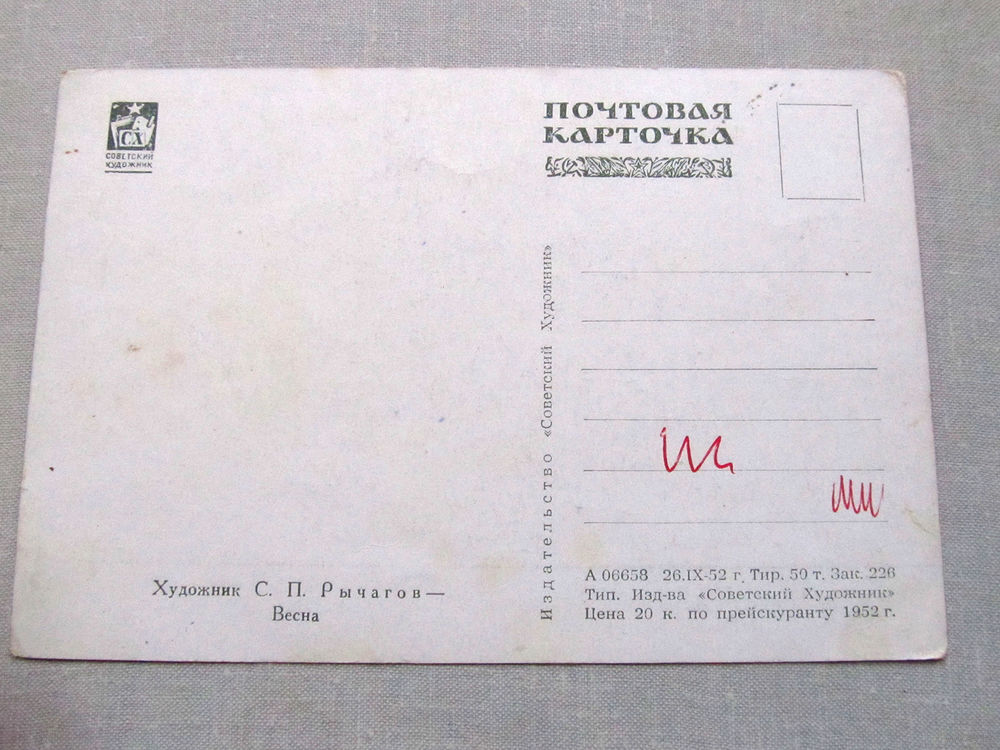 СХ
СОВЕТСКИЙ
ХУДОЖНИК
ПОЧТОВАЯ
КАРТОЧКА
Издательство «Советский Художник»
Художник С. П. Рычагов —
Весна
А 06658 26.IX-52 г. Тир. 50 т. Зак. 226
Тип. Изд-ва «Советский Художник»
Цена 20 к. по прейскуранту 1952 г.